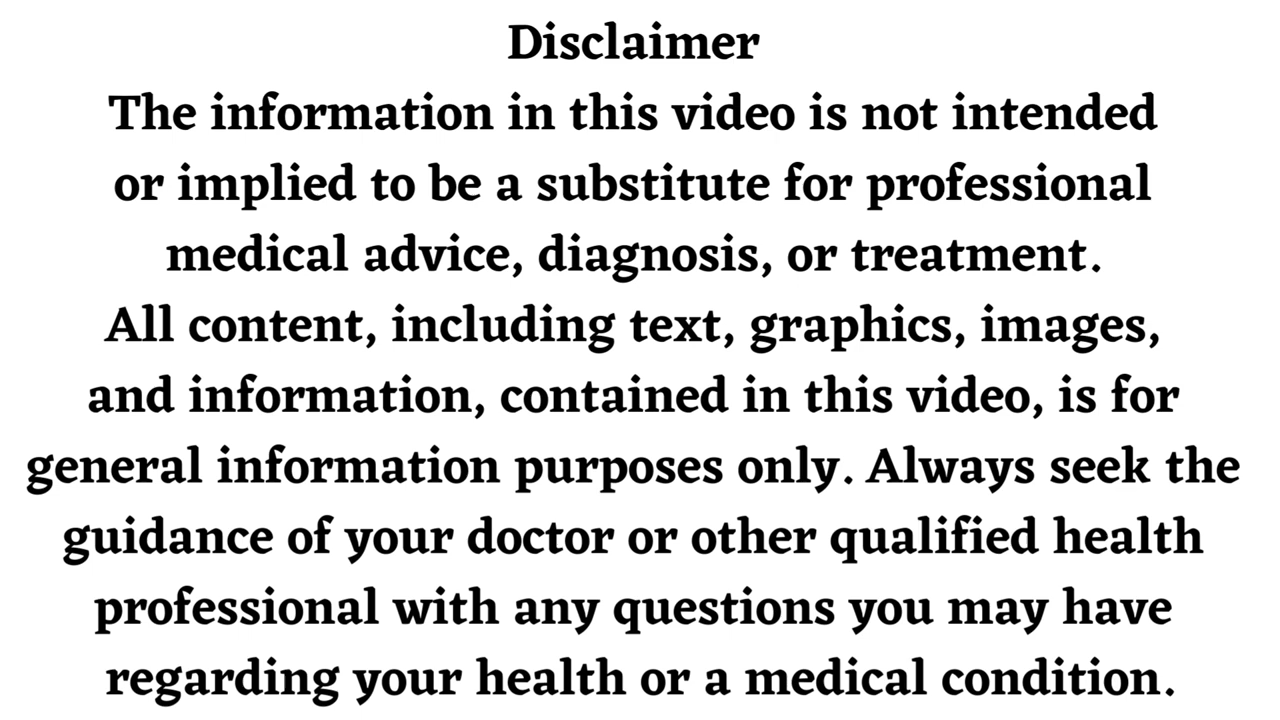 Disclaimer
The information in this video is not intended
or implied to be a substitute for professional
medical advice, diagnosis, or treatment.
All content, including text, graphics, images,
and information, contained in this video, is for
general information purposes only. Always seek the
guidance of your doctor or other qualified health
professional with any questions you may have
regarding your health or a medical condition.